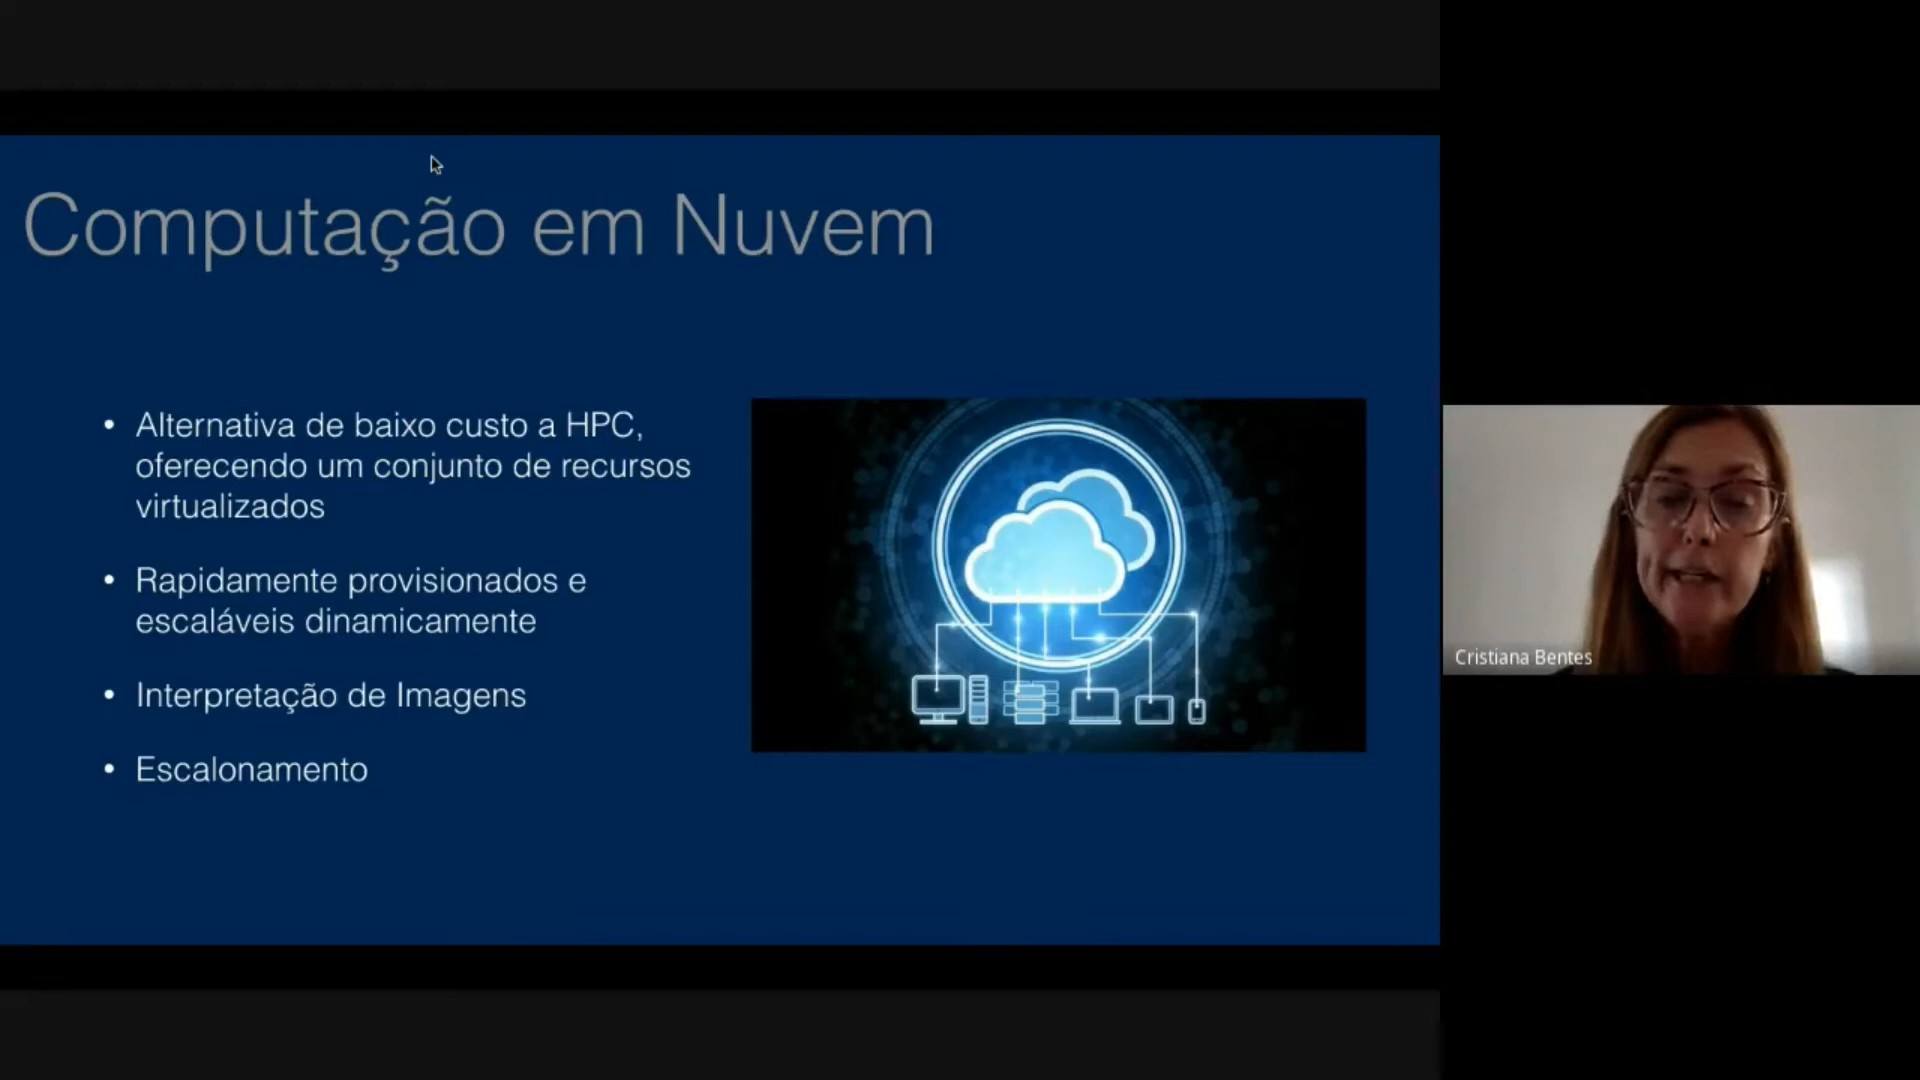 Computação em Nuvem
• Alternativa de baixo custo a HPC,
oferecendo um conjunto de recursos
virtualizados
• Rapidamente provisionados e
escaláveis dinamicamente
• Interpretação de Imagens
• Escalonamento
Cristiana Bentes